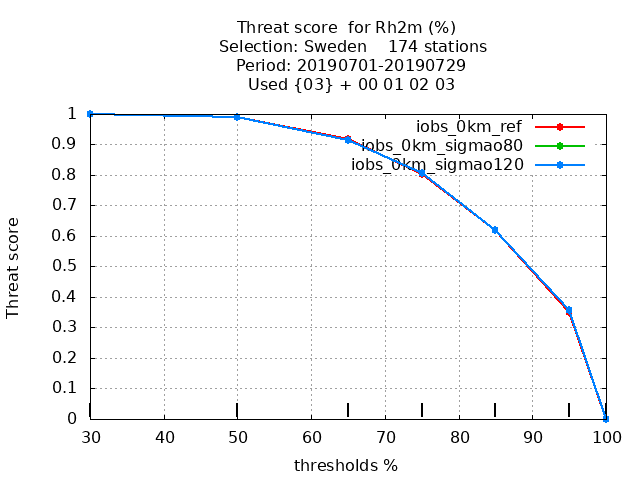 Threat score  for Rh2m (%)
Selection: Sweden    174 stations
Period: 20190701-20190729
Used {03} + 00 01 02 03
iobs_0km_ref
iobs_0km_sigmao80
iobs_0km_sigmao120
Threat score
1
0.9
0.8
0.7
0.6
0.5
0.4
0.3
0.2
0.1
0
30 40 50 60 70 80 90 100
thresholds %